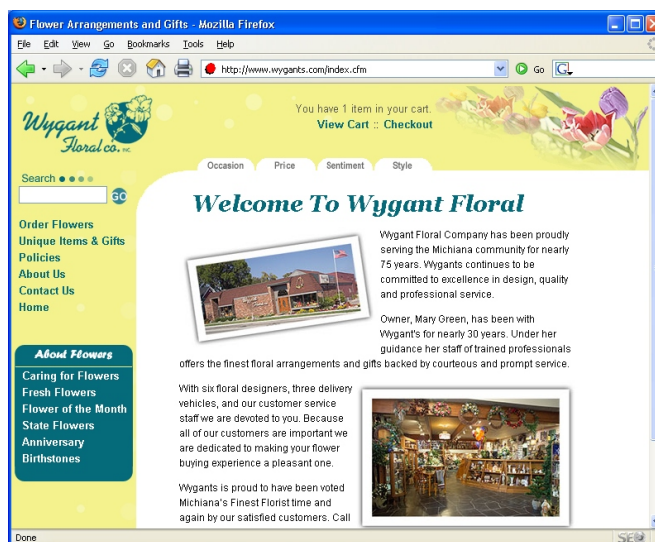 Flower Arrangements and Gifts - Mozilla Firefox
File Edit View Go Bookmarks Tools Help
http://www.wygants.com/index.cfm
Go
G
Wygant
Floral co. INC.
You have 1 item in your cart.
View Cart :: Checkout
Occasion Price Sentiment Style
Search
GO
Order Flowers
Unique Items & Gifts
Policies
About Us
Contact Us
Home
About Flowers
Caring for Flowers
Fresh Flowers
Flower of the Month
State Flowers
Anniversary
Birthstones
Welcome To Wygant Floral
Wygant Floral Company has been proudly
serving the Michiana community for nearly
75 years. Wygants continues to be
committed to excellence in design, quality
and professional service.
Owner, Mary Green, has been with
Wygant's for nearly 30 years. Under her
guidance her staff of trained professionals
offers the finest floral arrangements and gifts backed by courteous and prompt service.
With six floral designers, three delivery
vehicles, and our customer service
staff we are devoted to you. Because
all of our customers are important we
are dedicated to making your flower
buying experience a pleasant one.
Wygants is proud to have been voted
Michiana's Finest Florist time and
again by our satisfied customers. Call
Done